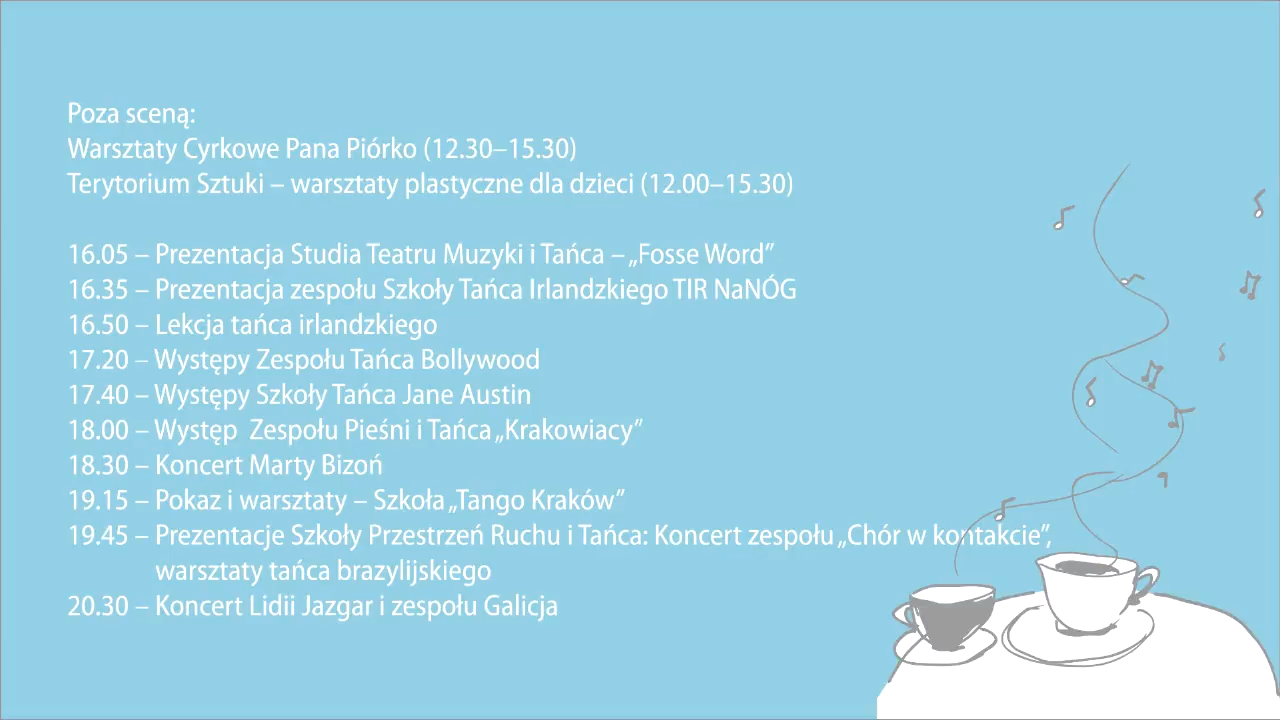 Poza sceną:
Warsztaty Cyrkowe Pana Piórko (12.30–15.30)
Terytorium Sztuki – warsztaty plastyczne dla dzieci (12.00–15.30)
16.05 – Prezentacja Studia Teatru Muzyki i Tańca – „Fosse Word”
16.35 – Prezentacja zespołu Szkoły Tańca Irlandzkiego TIR NaNÓG
16.50 – Lekcja tańca irlandzkiego
17.20 – Występy Zespołu Tańca Bollywood
17.40 – Występy Szkoły Tańca Jane Austin
18.00 – Występ  Zespołu Pieśni i Tańca „Krakowiacy”
18.30 – Koncert Marty Bizoń
19.15 – Pokaz i warsztaty – Szkoła „Tango Kraków”
19.45 – Prezentacje Szkoły Przestrzeń Ruchu i Tańca: Koncert zespołu „Chór w kontakcie”,
warsztaty tańca brazylijskiego
20.30 – Koncert Lidii Jazgar i zespołu Galicja